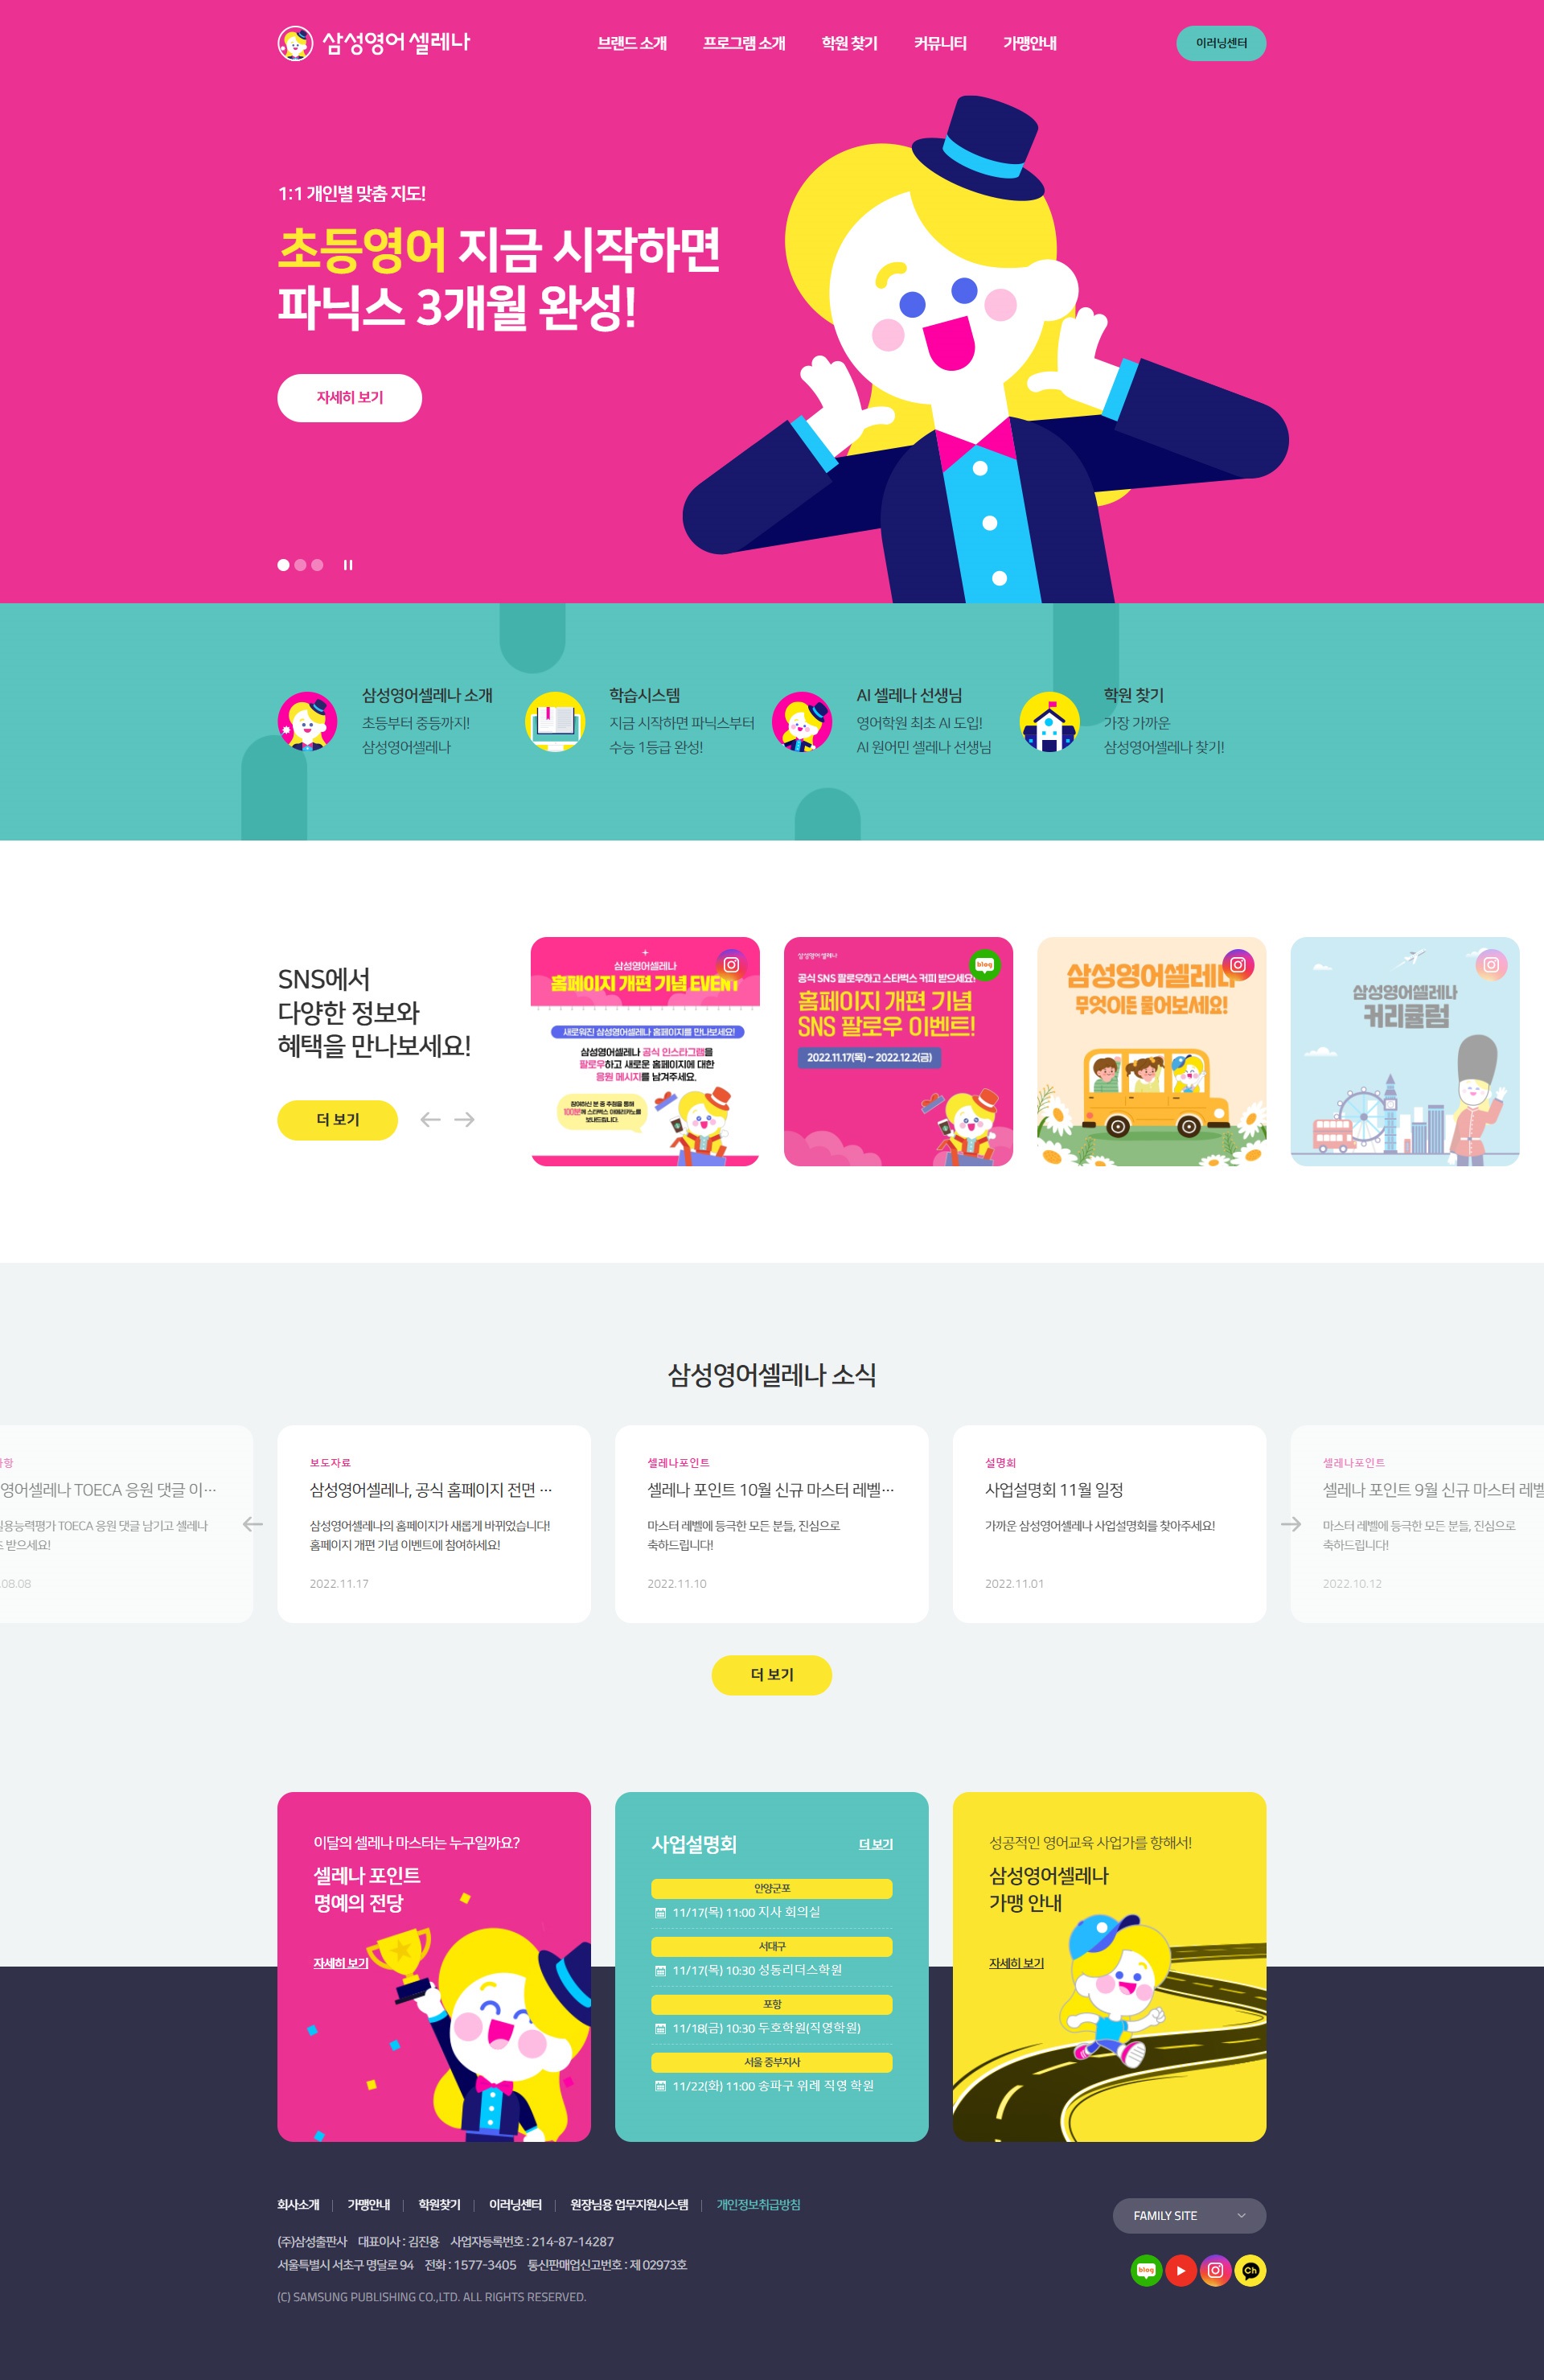 삼성영어 셀레나
브랜드 소개
프로그램 소개
학원 찾기
커뮤니티
가맹안내
이러닝센터
1:1 개인별 맞춤 지도!
초등영어 지금 시작하면
파닉스 3개월 완성!
자세히 보기
삼성영어셀레나 소개
초등부터 중등까지!
삼성영어셀레나
학습시스템
지금 시작하면 파닉스부터
수능 1등급 완성!
AI 셀레나 선생님
영어학원 최초 AI 도입!
AI 원어민 셀레나 선생님
학원 찾기
가장 가까운
삼성영어셀레나 찾기!
SNS에서
다양한 정보와
혜택을 만나보세요!
더 보기
삼성영어셀레나
홈페이지 개편 기념 EVENT
새로워진 삼성영어셀레나 홈페이지를 만나보세요!
삼성영어셀레나 공식 인스타그램을
팔로우하고 새로운 홈페이지에 대한
응원 메시지를 남겨주세요.
참여하신 분 중 추첨을 통해
100분께 스타벅스 아메리카노를
보내드립니다.
삼성영어셀레나
blog
공식 SNS 팔로우하고 스타벅스 커피 받으세요!
홈페이지 개편 기념
SNS 팔로우 이벤트!
2022.11.17(목) ~ 2022.12.2(금)
삼성영어셀레나
무엇이든 물어보세요!
삼성영어셀레나
커리큘럼
삼성영어셀레나 소식
영어셀레나 TOECA 응원 댓글 이…
용능력평가 TOECA 응원 댓글 남기고 셀레나
받으세요!
.08.08
보도자료
삼성영어셀레나, 공식 홈페이지 전면 …
삼성영어셀레나의 홈페이지가 새롭게 바뀌었습니다!
홈페이지 개편 기념 이벤트에 참여하세요!
2022.11.17
셀레나포인트
셀레나 포인트 10월 신규 마스터 레벨…
마스터 레벨에 등극한 모든 분들, 진심으로
축하드립니다!
2022.11.10
설명회
사업설명회 11월 일정
가까운 삼성영어셀레나 사업설명회를 찾아주세요!
2022.11.01
셀레나포인트
셀레나 포인트 9월 신규 마스터 레벨
마스터 레벨에 등극한 모든 분들, 진심으로
축하드립니다!
2022.10.12
더 보기
이달의 셀레나 마스터는 누구일까요?
셀레나 포인트
명예의 전당
자세히 보기
사업설명회
더 보기
안양군포
11/17(목) 11:00 지사 회의실
서대구
11/17(목) 10:30 성동리더스학원
포항
11/18(금) 10:30 두호학원(직영학원)
서울 중부지사
11/22(화) 11:00 송파구 위례 직영 학원
성공적인 영어교육 사업가를 향해서!
삼성영어셀레나
가맹 안내
자세히 보기
회사소개
가맹안내
학원찾기
이러닝센터
원장님용 업무지원시스템
개인정보취급방침
(주)삼성출판사 대표이사 : 김진용 사업자등록번호 : 214-87-14287
서울특별시 서초구 명달로 94 전화 : 1577-3405 통신판매업신고번호 : 제 02973호
(C) SAMSUNG PUBLISHING CO.,LTD. ALL RIGHTS RESERVED.
FAMILY SITE
blog
Ch